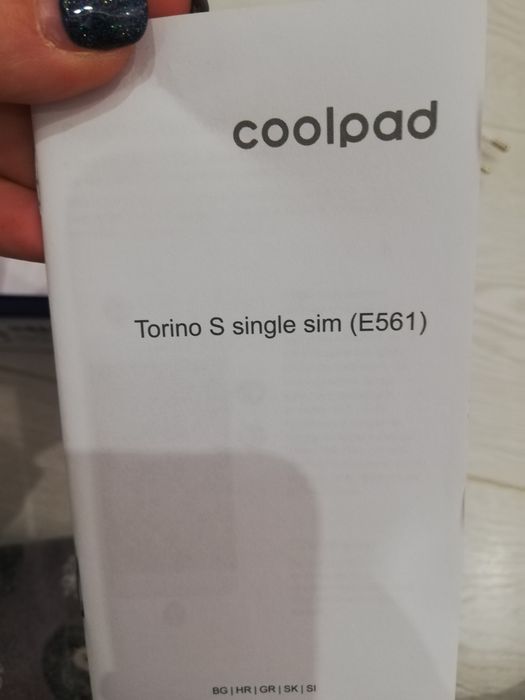 coolpad
Torino S single sim (E561)
BG | HR | GR | SK | SI